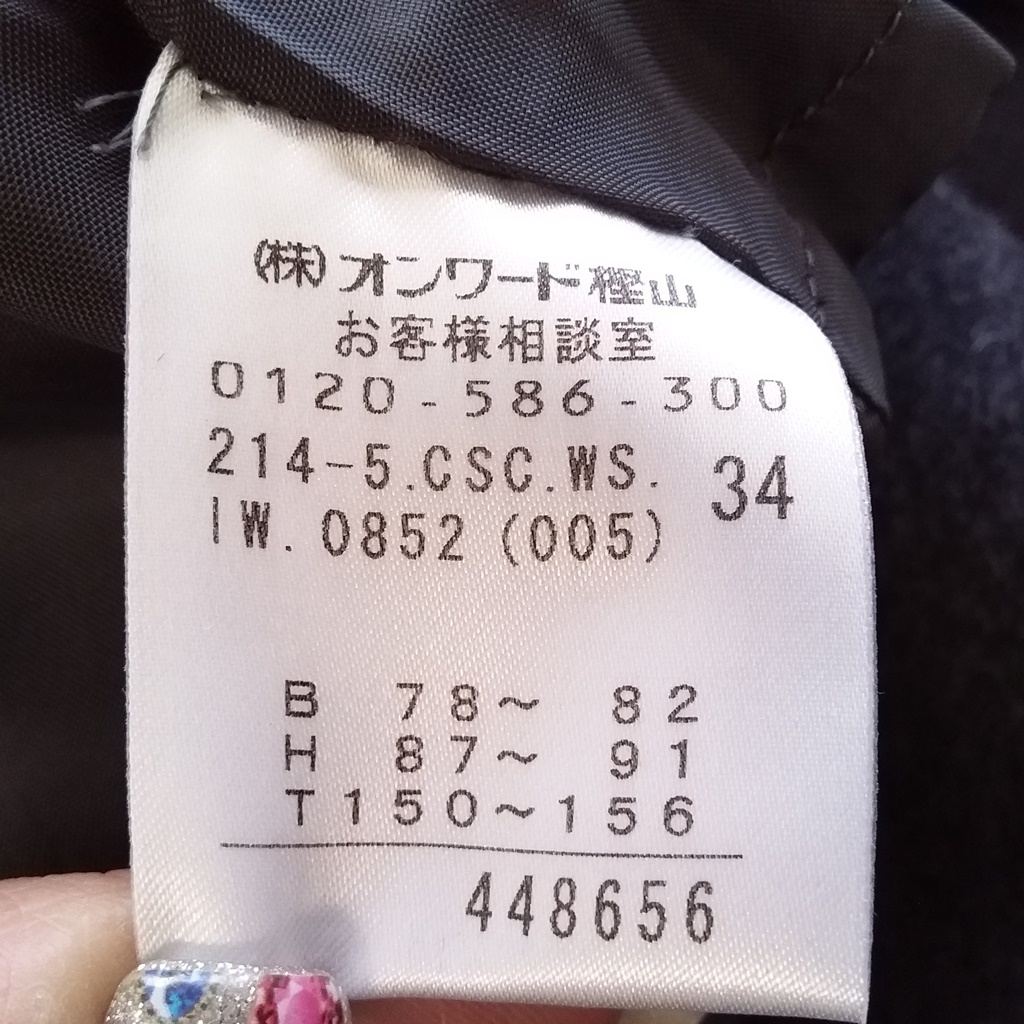 (株)オンワード樫山
お客様相談室
0120-586-300
214-5.CSC.WS. 34
IW. 0852 (005)
B 78~ 82
H 87~ 91
T150~156
448656